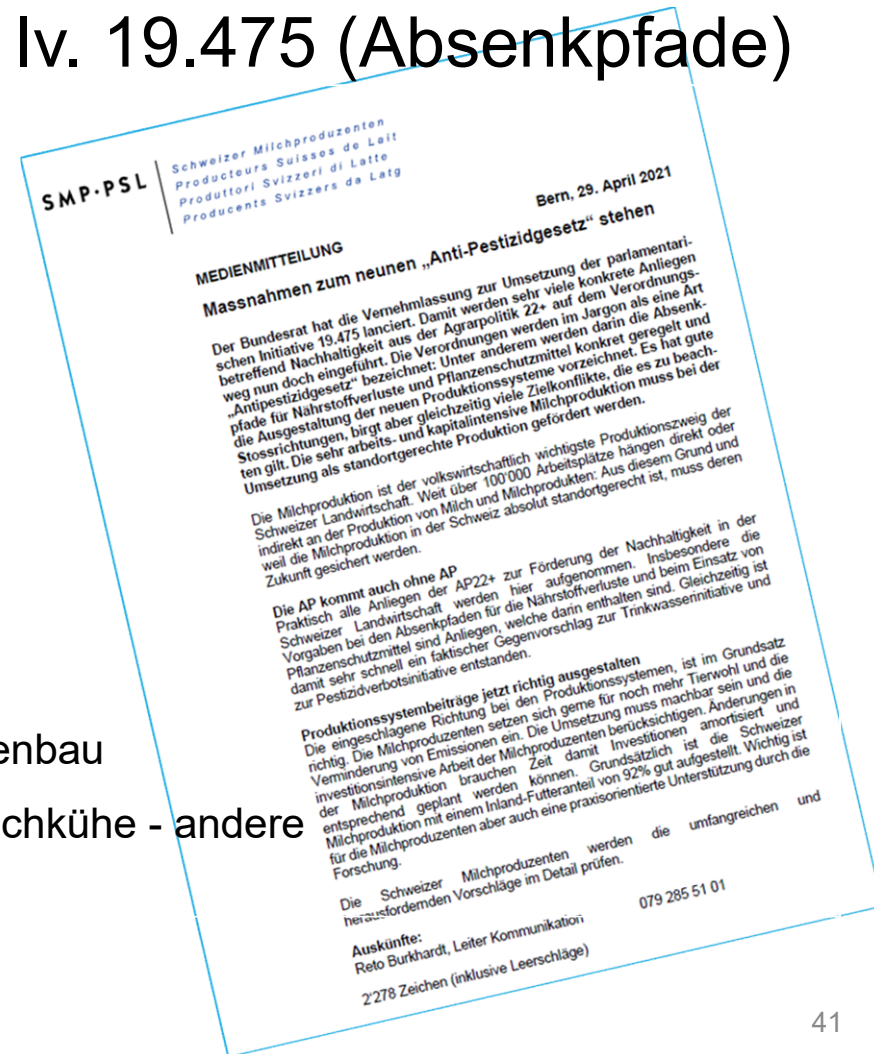 Iv. 19.475 (Absenkpfade)
SMP·PSL
Schweizer Milchproduzenten
Producteurs Suisses de Lait
Produttori Svizzeri di Latte
Producents Svizzers da Latg
Bern, 29. April 2021
MEDIENMITTEILUNG
Massnahmen zum neunen „Anti-Pestizidgesetz“ stehen
Der Bundesrat hat die Vernehmlassung zur Umsetzung der parlamentari-
schen Initiative 19.475 lanciert. Damit werden sehr viele konkrete Anliegen
betreffend Nachhaltigkeit aus der Agrarpolitik 22+ auf dem Verordnungs-
weg nun doch eingeführt. Die Verordnungen werden im Jargon als eine Art
„Antipestizidgesetz“ bezeichnet: Unter anderem werden darin die Absenk-
pfade für Nährstoffverluste und Pflanzenschutzmittel konkret geregelt und
die Ausgestaltung der neuen Produktionssysteme vorzeichnet. Es hat gute
Stossrichtungen, birgt aber gleichzeitig viele Zielkonflikte, die es zu beach-
ten gilt. Die sehr arbeits- und kapitalintensive Milchproduktion muss bei der
Umsetzung als standortgerechte Produktion gefördert werden.
Die Milchproduktion ist der volkswirtschaftlich wichtigste Produktionszweig der
Schweizer Landwirtschaft. Weit über 100'000 Arbeitsplätze hängen direkt oder
indirekt an der Produktion von Milch und Milchprodukten: Aus diesem Grund und
weil die Milchproduktion in der Schweiz absolut standortgerecht ist, muss deren
Zukunft gesichert werden.
Die AP kommt auch ohne AP
Praktisch alle Anliegen der AP22+ zur Förderung der Nachhaltigkeit in der
Schweizer Landwirtschaft werden hier aufgenommen. Insbesondere die
Vorgaben bei den Absenkpfaden für die Nährstoffverluste und beim Einsatz von
Pflanzenschutzmittel sind Anliegen, welche darin enthalten sind. Gleichzeitig ist
damit sehr schnell ein faktischer Gegenvorschlag zur Trinkwasserinitiative und
zur Pestizidverbotsinitiative entstanden.
Produktionssystembeiträge jetzt richtig ausgestalten
Die eingeschlagene Richtung bei den Produktionssystemen, ist im Grundsatz
richtig. Die Milchproduzenten setzen sich gerne für noch mehr Tierwohl und die
Verminderung von Emissionen ein. Die Umsetzung muss machbar sein und die
investitionsintensive Arbeit der Milchproduzenten berücksichtigen. Änderungen in
der Milchproduktion brauchen Zeit damit Investitionen amortisiert und
entsprechend geplant werden können. Grundsätzlich ist die Schweizer
Milchproduktion mit einem Inland-Futteranteil von 92% gut aufgestellt. Wichtig ist
für die Milchproduzenten aber auch eine praxisorientierte Unterstützung durch die
Forschung.
Die Schweizer Milchproduzenten werden die umfangreichen und
herausfordernden Vorschläge im Detail prüfen.
Auskünfte:
Reto Burkhardt, Leiter Kommunikation 079 285 51 01
2'278 Zeichen (inklusive Leerschläge)
enbau
chkühe - andere
41